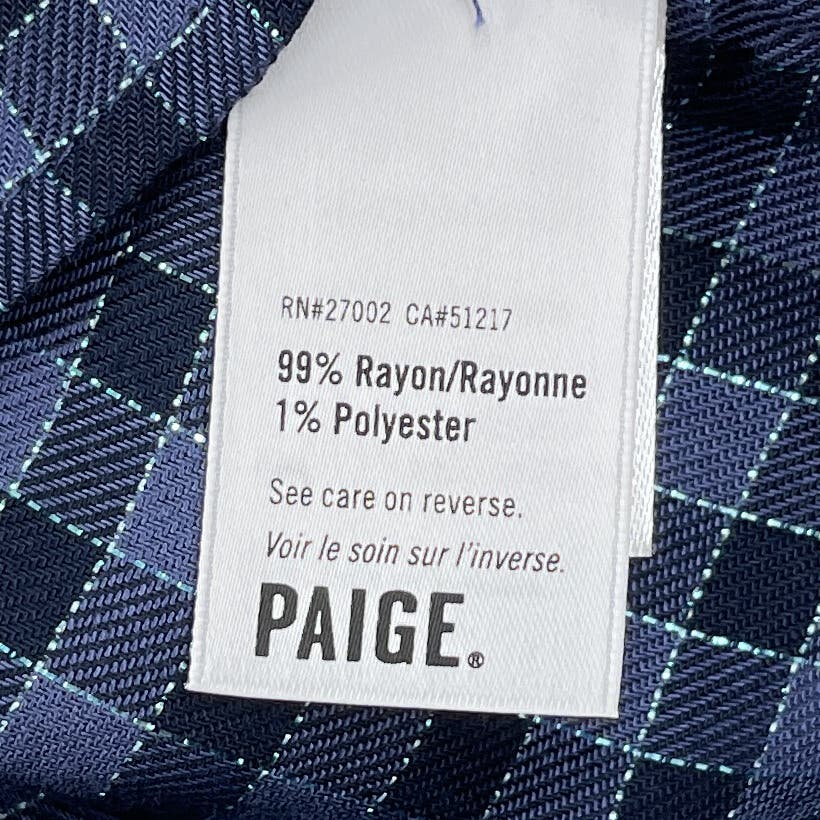 RN#27002 CA#51217
99% Rayon/Rayonne
1% Polyester
See care on reverse.
Voir le soin sur l'inverse.
PAIGE®